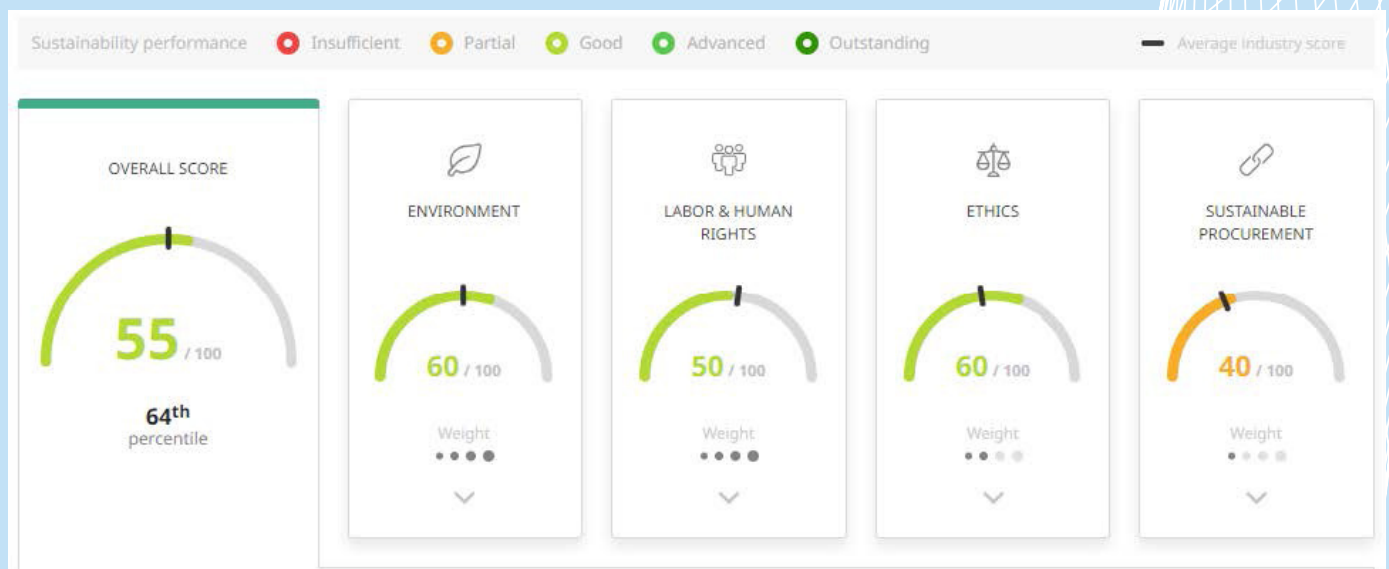 Sustainability performance Insufficient Partial Good Advanced Outstanding Average industry score
OVERALL SCORE
55 / 100
64th
percentile
ENVIRONMENT
60 / 100
Weight
LABOR & HUMAN
RIGHTS
50 / 100
Weight
ETHICS
60 / 100
Weight
SUSTAINABLE
PROCUREMENT
40 / 100
Weight